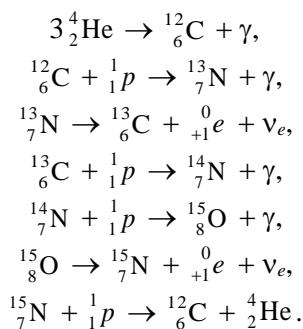 3 ⁴₂He → ¹²₆C + γ,
¹²₆C + ¹₁p → ¹³₇N + γ,
¹³₇N → ¹³₆C + ⁰₊₁e + νₑ,
¹³₆C + ¹₁p → ¹⁴₇N + γ,
¹⁴₇N + ¹₁p → ¹⁵₈O + γ,
¹⁵₈O → ¹⁵₇N + ⁰₊₁e + νₑ,
¹⁵₇N + ¹₁p → ¹²₆C + ⁴₂He.